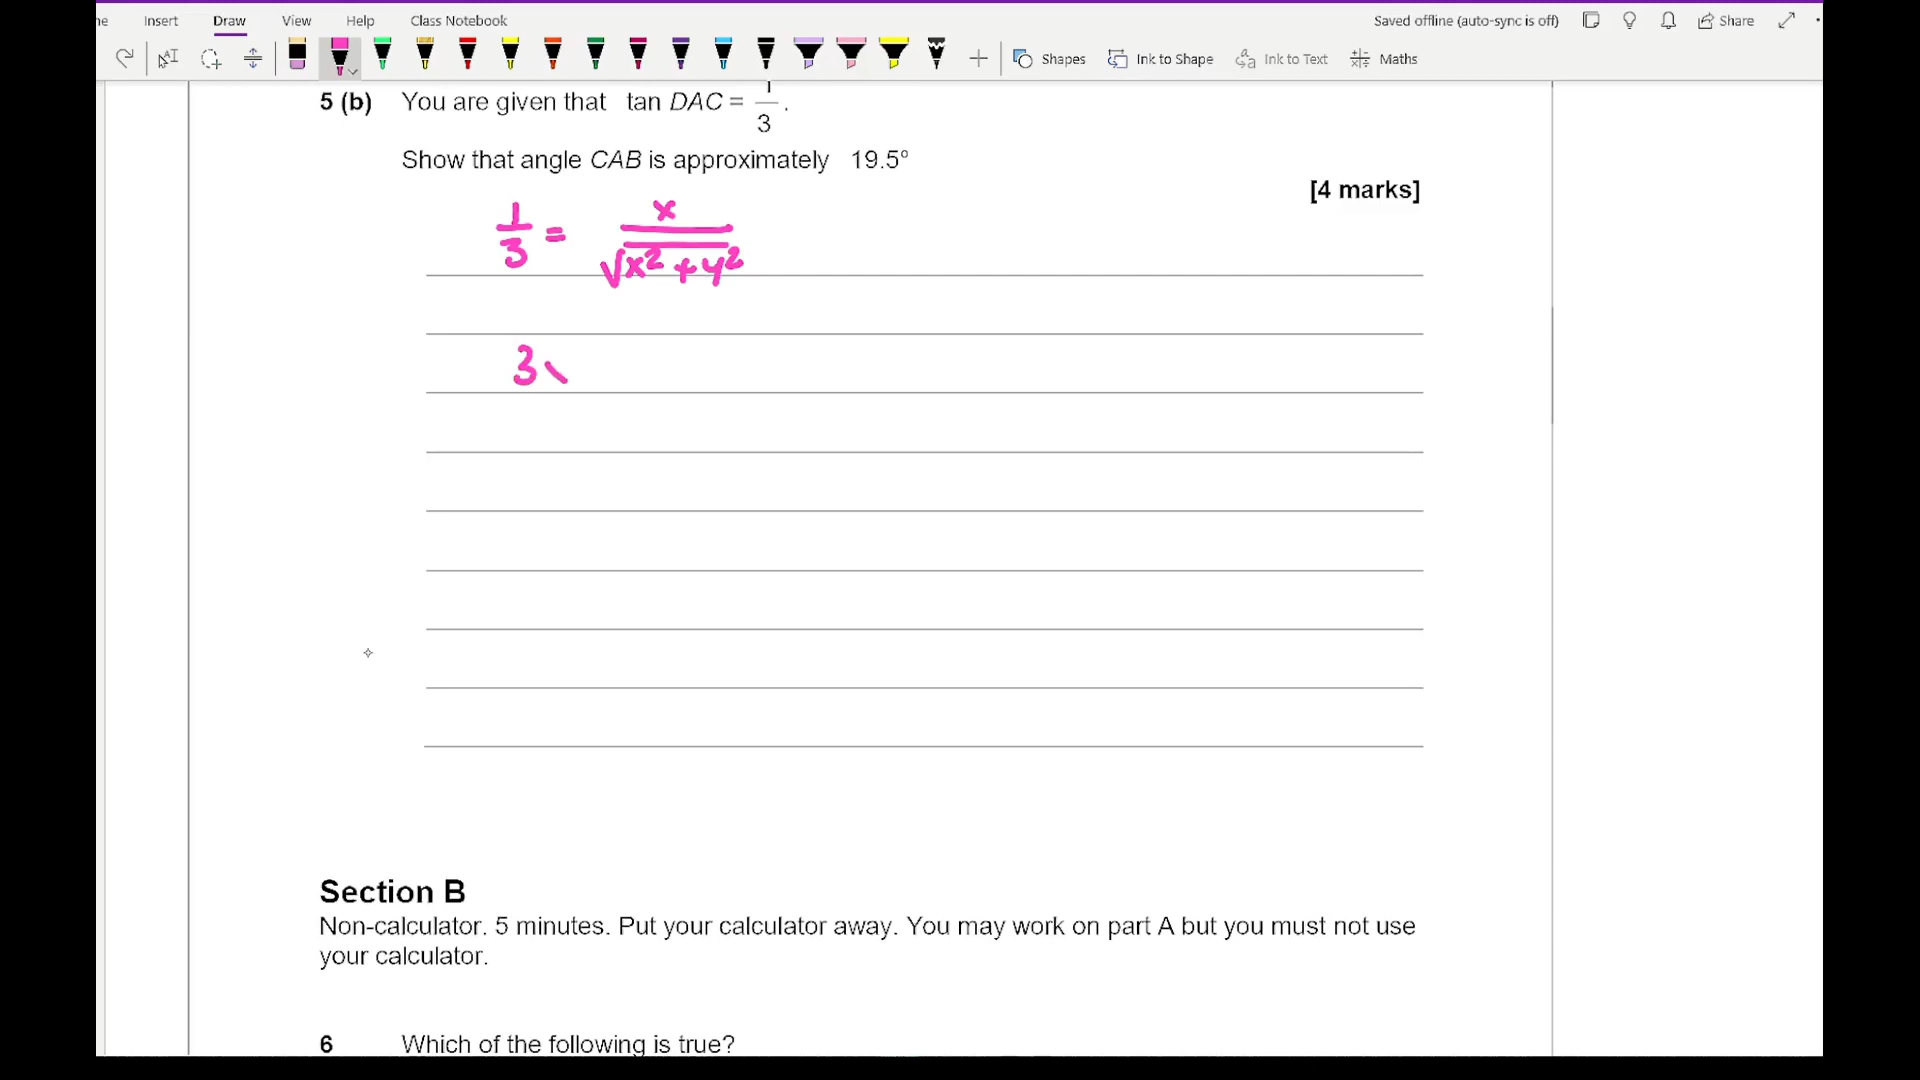 Insert Draw View Help Class Notebook Saved offline (auto-sync is off) Share
Shapes Ink to Shape Ink to Text Maths
5 (b) You are given that tan DAC = 1/3 .
Show that angle CAB is approximately 19.5°
[4 marks]
1/3 = x/√(x²+y²)
3
Section B
Non-calculator. 5 minutes. Put your calculator away. You may work on part A but you must not use
your calculator.
6 Which of the following is true?